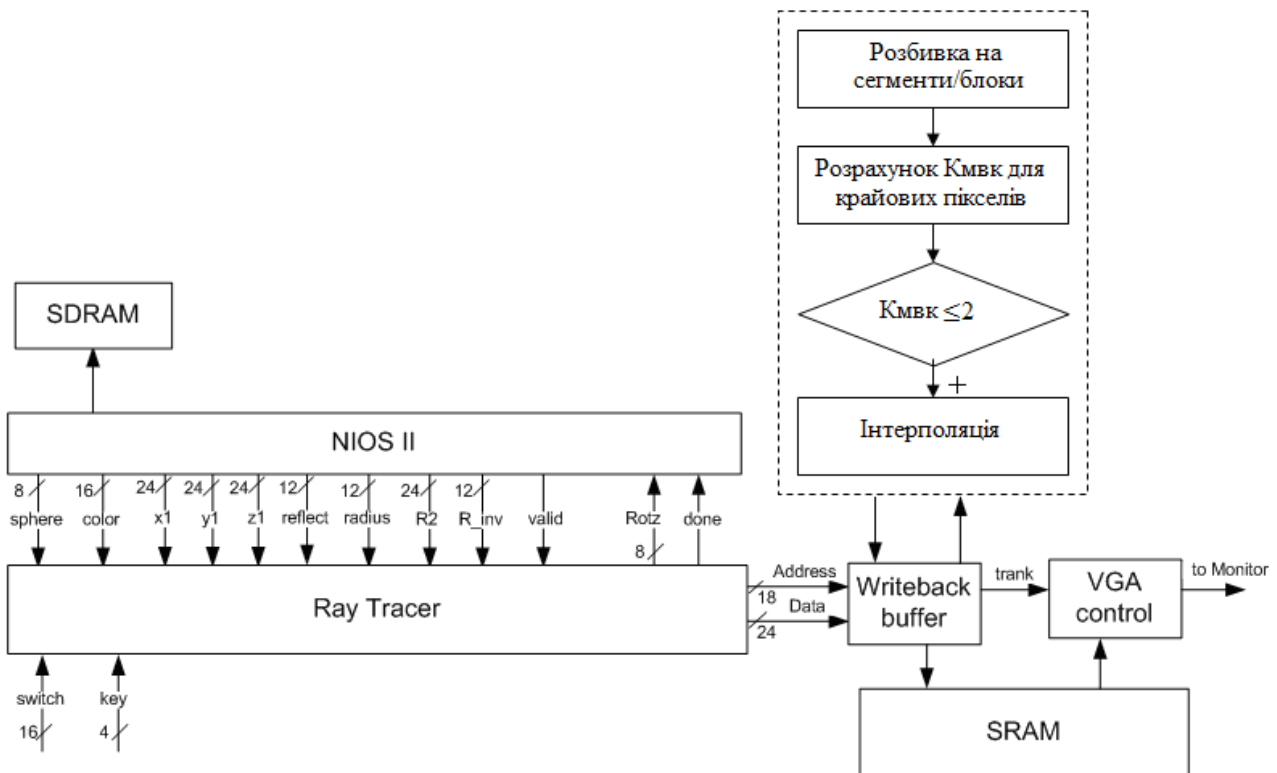 Розбивка на
сегменти/блоки
Розрахунок Кмвк для
крайових пікселів
Кмвк ≤2
+
Інтерполяція
SDRAM
NIOS II
8 16 24 24 24 12 12 24 12
sphere color x1 y1 z1 reflect radius R2 R_inv valid Rotz done
8
Ray Tracer
Address
18
Data
24
Writeback
buffer
trank
VGA
control
to Monitor
switch key
16 4
SRAM